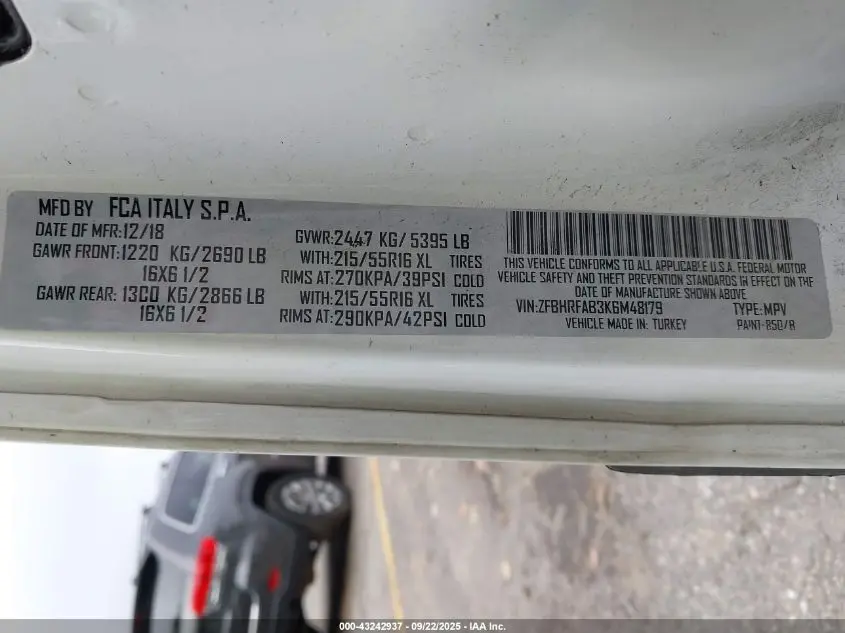 MFD BY FCA ITALY S.P.A.
DATE OF MFR:12/18
GAWR FRONT:1220 KG/2690 LB
16X6 1/2
GAWR REAR: 1300 KG/2866 LB
16X6 1/2
GVWR:2447 KG/5395 LB
WITH:215/55R16 XL TIRES
RIMS AT:270KPA/39PSI COLD
WITH:215/55R16 XL TIRES
RIMS AT:290KPA/42PSI COLD
THIS VEHICLE CONFORMS TO ALL APPLICABLE U.S.A. FEDERAL MOTOR
VEHICLE SAFETY AND THEFT PREVENTION STANDARDS IN EFFECT ON THE
DATE OF MANUFACTURE SHOWN ABOVE
VIN:ZFBHRFAB3K6M48179 TYPE:MPV
VEHICLE MADE IN: TURKEY PAINT:850/B
000-43242937 - 09/22/2025 - IAA Inc.